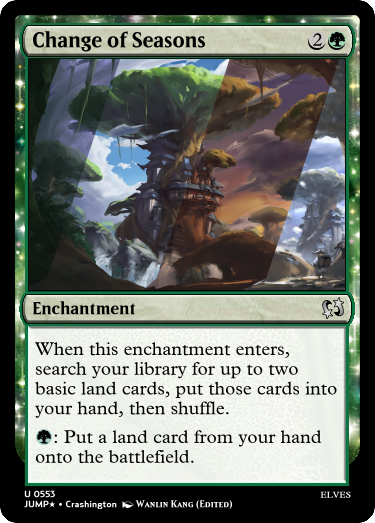 Change of Seasons 2
Enchantment
When this enchantment enters,
search your library for up to two
basic land cards, put those cards into
your hand, then shuffle.
: Put a land card from your hand
onto the battlefield.
U 0553 ELVES
JUMP★ • Crashington Wanlin Kang (Edited)